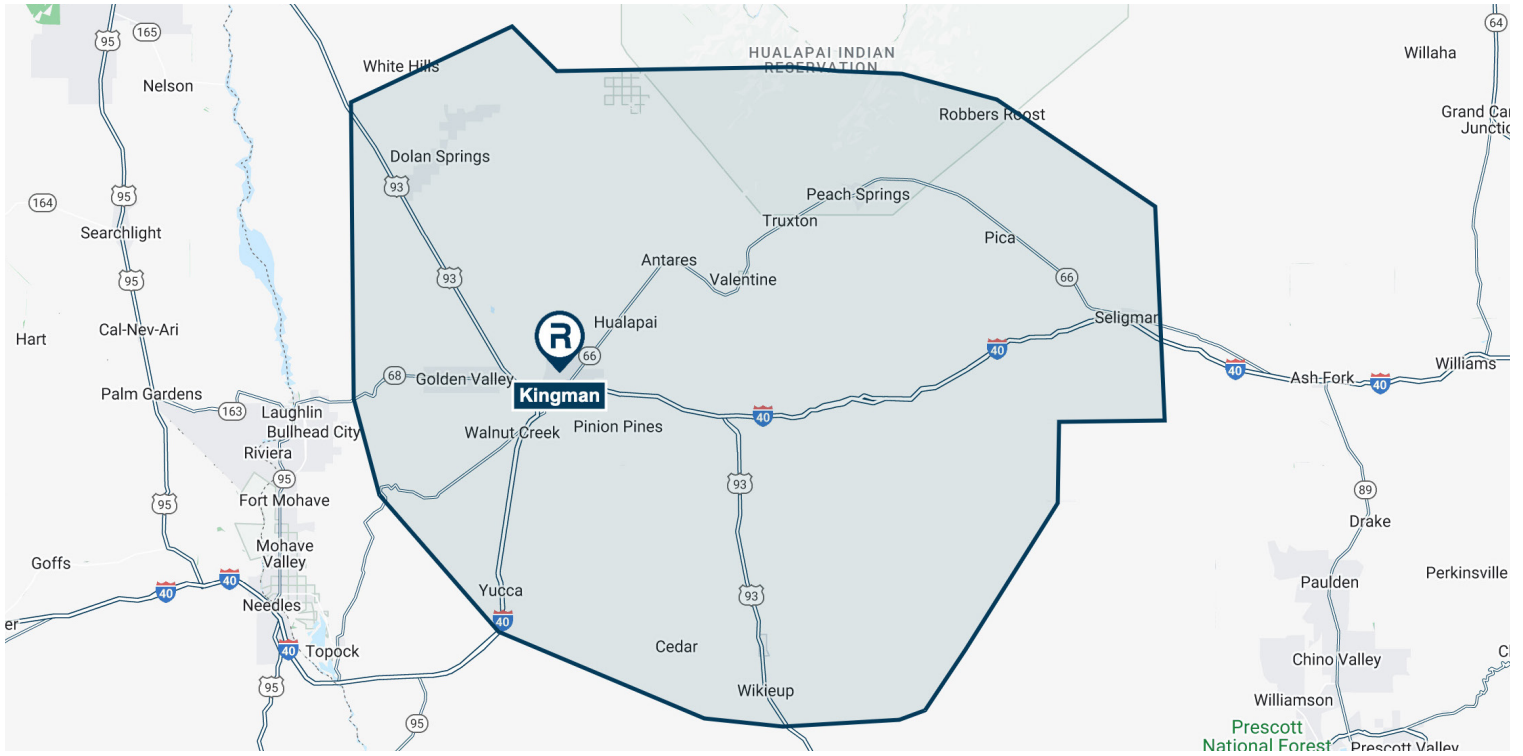 95
165
64
HUALAPAI INDIAN
RESERVATION
Willaha
White Hills
Nelson
Robbers Roost
Grand Ca
Junctio
Dolan Springs
93
95
164
Peach Springs
Truxton
Searchlight
Pica
Antares
Valentine
93
95
66
Cal-Nev-Ari
Hualapai
Seligman
Hart
R
66
40
Williams
68
Golden Valley
40
Ash Fork
40
Palm Gardens
Kingman
163
Laughlin
40
Bullhead City
Walnut Creek
Pinion Pines
Riviera
95
93
89
Fort Mohave
95
Drake
Mohave
Valley
Goffs
40
40
Yucca
93
Paulden
Perkinsville
Needles
er
40
Cedar
40
Topock
Chino Valley
95
Wikieup
Williamson
95
Prescott
National Forest
Prescott Valley